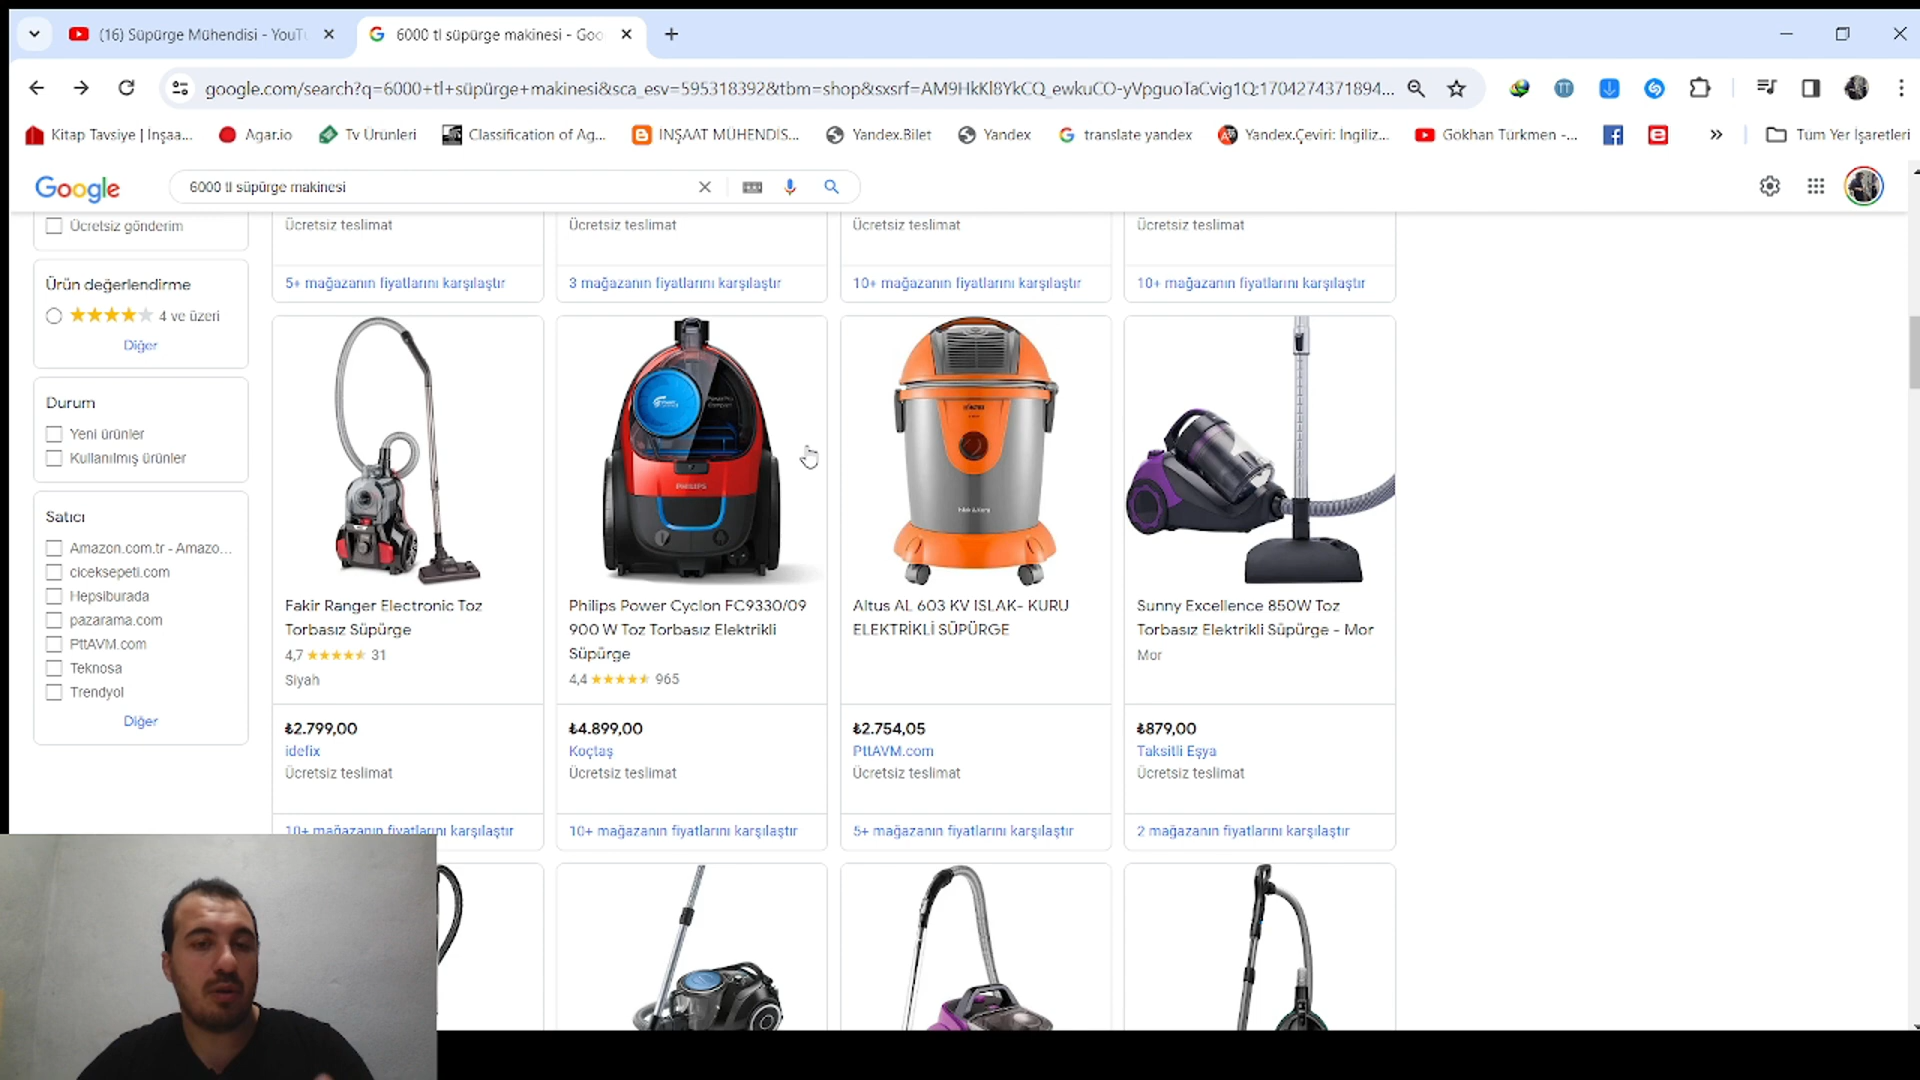 (16) Süpürge Mühendisi - YouTu
6000 tl süpürge makinesi - Goo
google.com/search?q=6000+tl+süpürge+makinesi&sca_esv=595318392&tbm=shop&sxsrf=AM9HkKl8YkCQ_ewkuCO-yVpguoTaCvig1Q:1704274371894...
Kitap Tavsiye | İnşaa...
Agar.io
Tv Ürünleri
Classification of Ag...
İNŞAAT MÜHENDİS...
Yandex.Bilet
Yandex
translate yandex
Yandex.Çeviri: İngiliz...
Gökhan Türkmen -...
Tüm Yer İşaretleri
Google
6000 tl süpürge makinesi
Ücretsiz gönderim
Ücretsiz teslimat
Ücretsiz teslimat
Ücretsiz teslimat
Ücretsiz teslimat
5+ mağazanın fiyatlarını karşılaştır
3 mağazanın fiyatlarını karşılaştır
10+ mağazanın fiyatlarını karşılaştır
10+ mağazanın fiyatlarını karşılaştır
Ürün değerlendirme
4 ve üzeri
Diğer
Durum
Yeni ürünler
Kullanılmış ürünler
Satıcı
Amazon.com.tr - Amazo...
ciceksepeti.com
Hepsiburada
pazarama.com
PttAVM.com
Teknosa
Trendyol
Diğer
PHILIPS
Fakir Ranger Electronic Toz
Torbasız Süpürge
4,7 31
Siyah
₺2.799,00
idefix
Ücretsiz teslimat
10+ mağazanın fiyatlarını karşılaştır
Philips Power Cyclon FC9330/09
900 W Toz Torbasız Elektrikli
Süpürge
4,4 965
₺4.899,00
Koçtaş
Ücretsiz teslimat
10+ mağazanın fiyatlarını karşılaştır
Altus AL 603 KV ISLAK- KURU
ELEKTRİKLİ SÜPÜRGE
₺2.754,05
PttAVM.com
Ücretsiz teslimat
5+ mağazanın fiyatlarını karşılaştır
Sunny Excellence 850W Toz
Torbasız Elektrikli Süpürge - Mor
Mor
₺879,00
Taksitli Eşya
Ücretsiz teslimat
2 mağazanın fiyatlarını karşılaştır